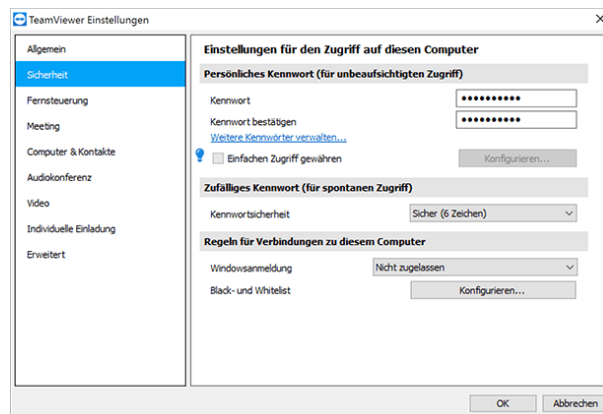 TeamViewer Einstellungen
Allgemein
Sicherheit
Fernsteuerung
Meeting
Computer & Kontakte
Audiokonferenz
Video
Individuelle Einladung
Erweitert
Einstellungen für den Zugriff auf diesen Computer
Persönliches Kennwort (für unbeaufsichtigten Zugriff)
Kennwort
Kennwort bestätigen
Weitere Kennwörter verwalten...
Einfachen Zugriff gewähren
Konfigurieren...
Zufälliges Kennwort (für spontanen Zugriff)
Kennwortsicherheit
Sicher (6 Zeichen)
Regeln für Verbindungen zu diesem Computer
Windowsanmeldung
Nicht zugelassen
Black- und Whitelist
Konfigurieren...
OK
Abbrechen